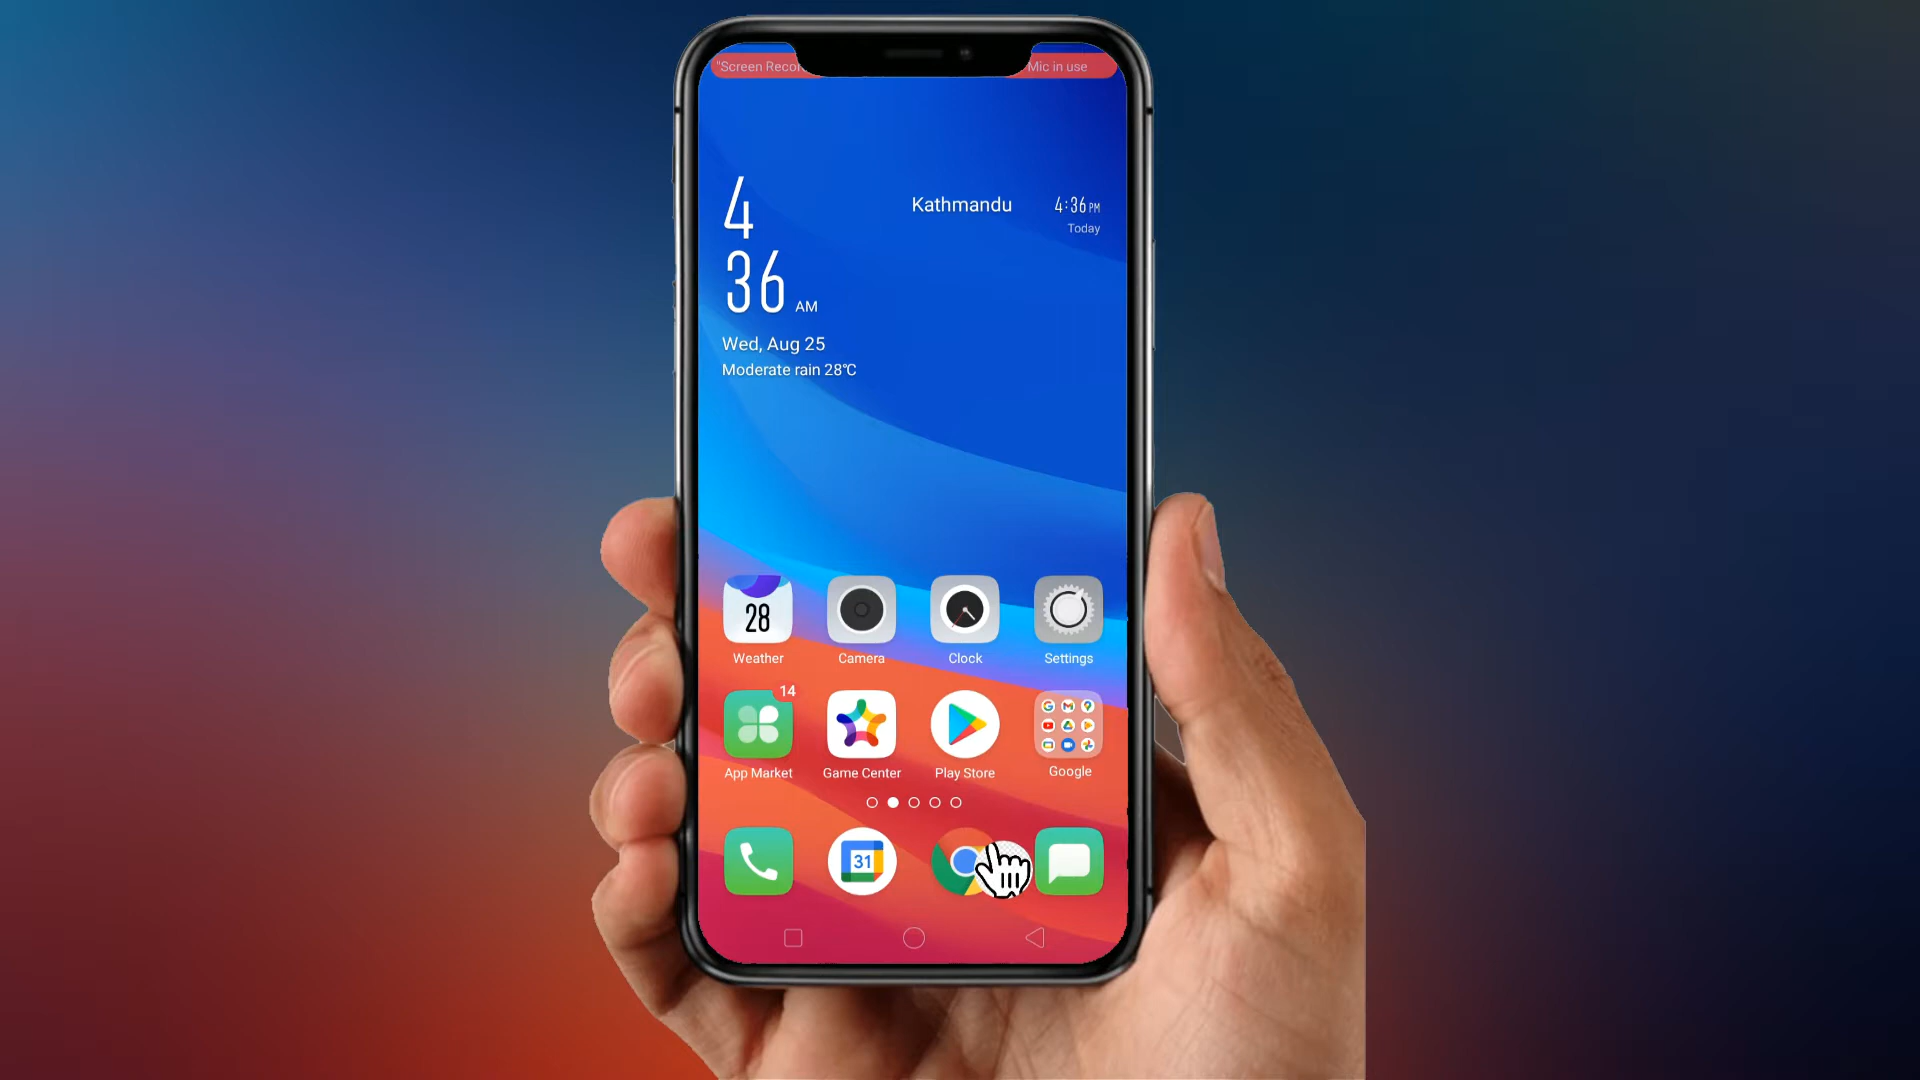 "Screen Recor
Mic in use
4
36 AM
Kathmandu
4:36 PM
Today
Wed, Aug 25
Moderate rain 28°C
28
Weather
Camera
Clock
Settings
14
App Market
Game Center
Play Store
Google
31